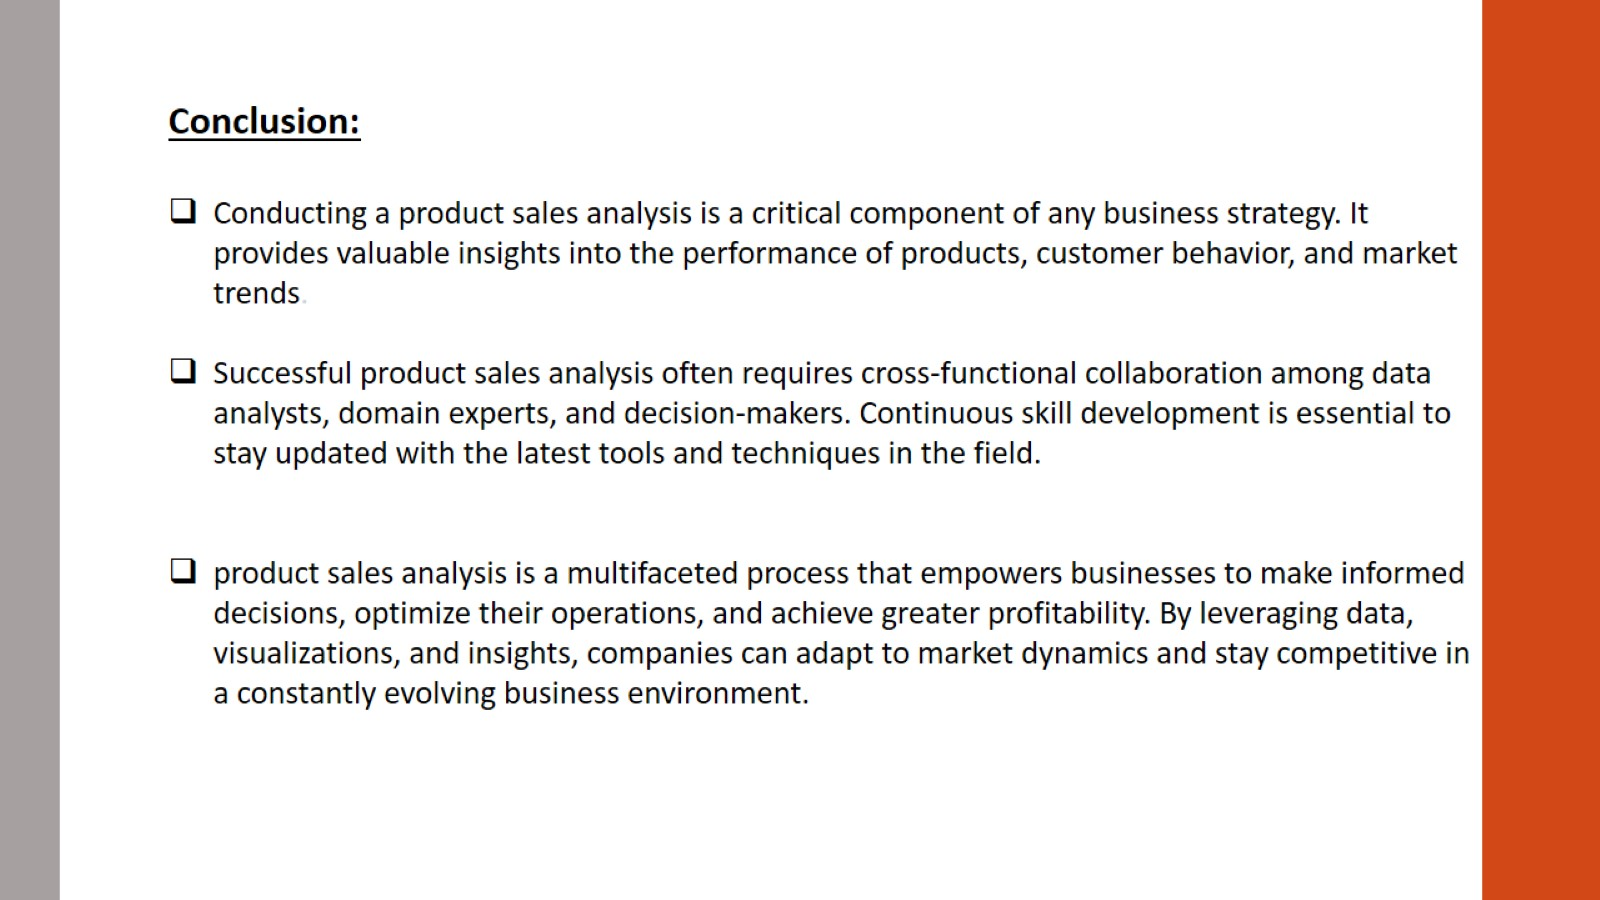 Conclusion:
Conducting a product sales analysis is a critical component of any business strategy. It
provides valuable insights into the performance of products, customer behavior, and market
trends.
Successful product sales analysis often requires cross-functional collaboration among data
analysts, domain experts, and decision-makers. Continuous skill development is essential to
stay updated with the latest tools and techniques in the field.
product sales analysis is a multifaceted process that empowers businesses to make informed
decisions, optimize their operations, and achieve greater profitability. By leveraging data,
visualizations, and insights, companies can adapt to market dynamics and stay competitive in
a constantly evolving business environment.